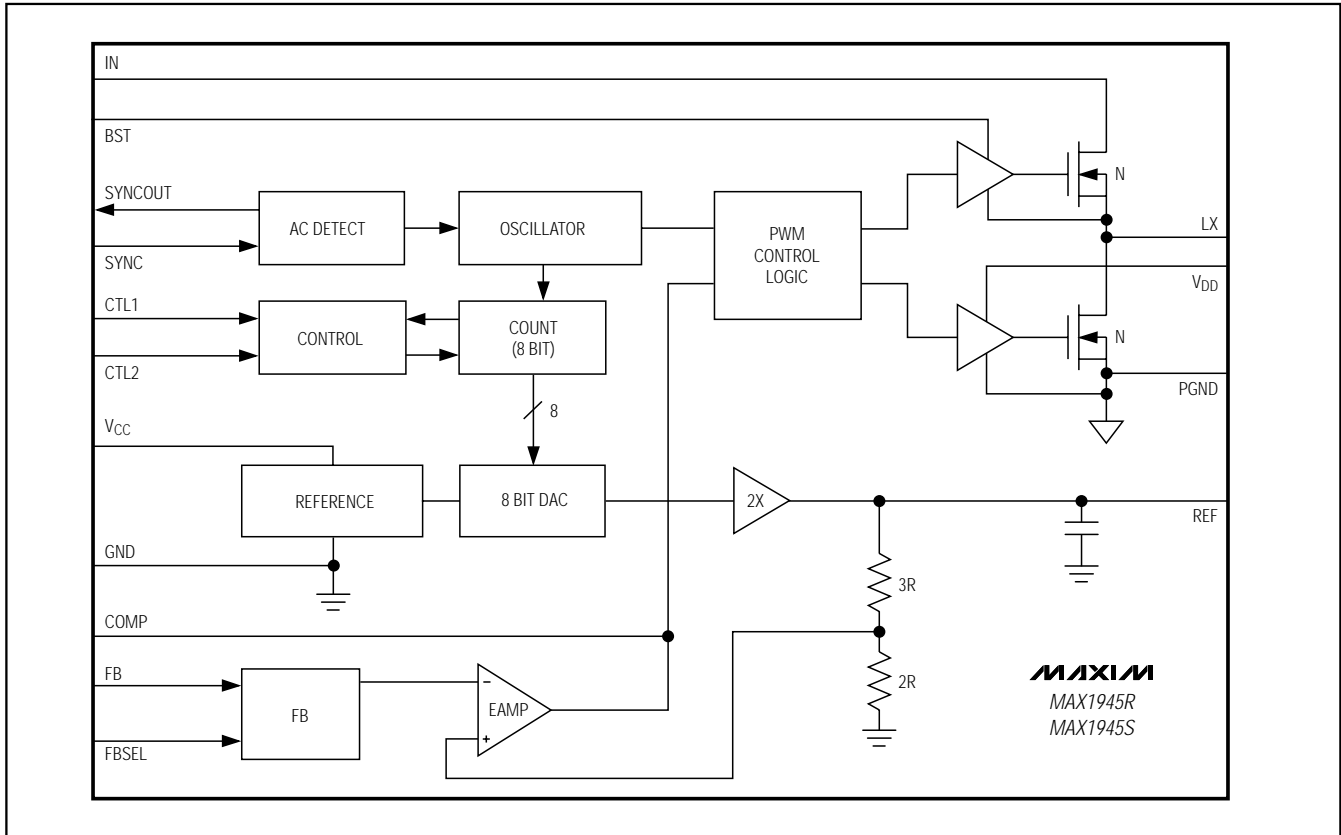 IN
BST
SYNCOUT
SYNC
CTL1
CTL2
VCC
GND
COMP
FB
FBSEL
AC DETECT
OSCILLATOR
CONTROL
COUNT
(8 BIT)
8
REFERENCE
8 BIT DAC
PWM
CONTROL
LOGIC
2X
3R
2R
FB
-
EAMP
+
N
N
LX
VDD
PGND
REF
MAXIM
MAX1945R
MAX1945S